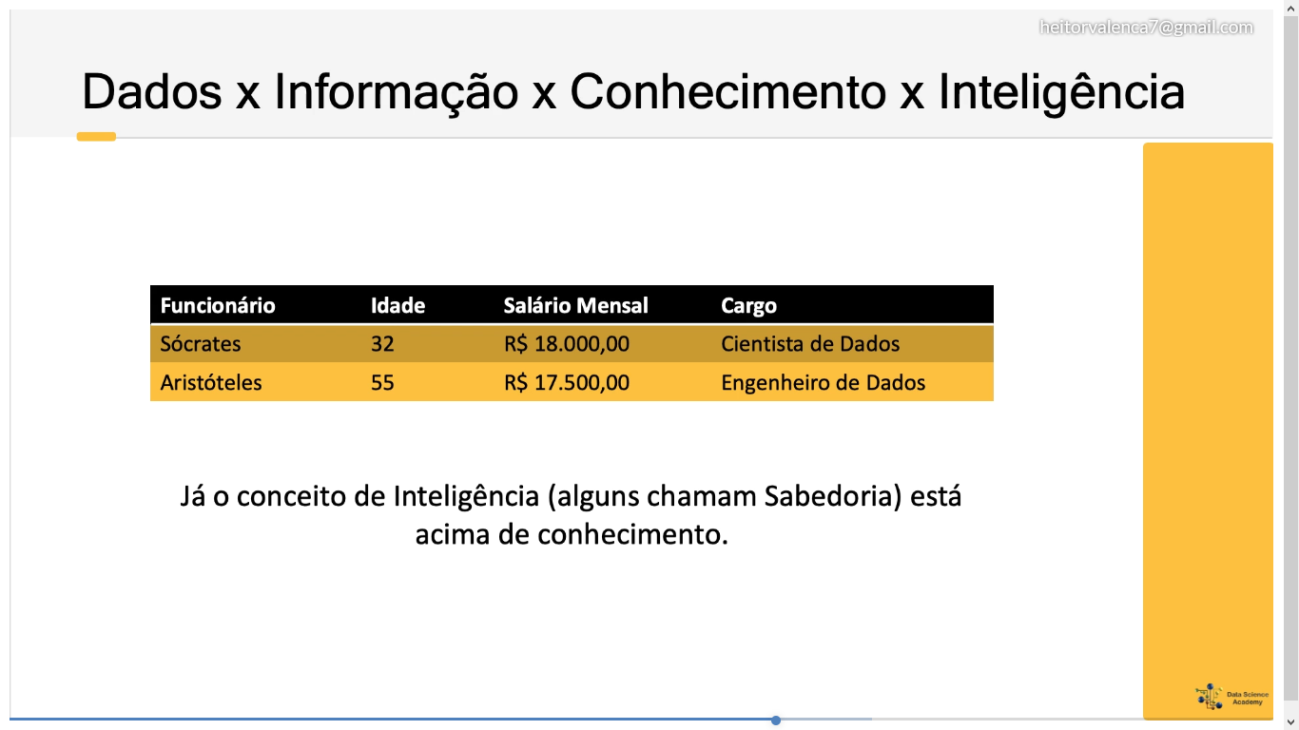 heitorvalenca7@gmail.com
Dados x Informação x Conhecimento x Inteligência
Funcionário Idade Salário Mensal Cargo
Sócrates 32 R$ 18.000,00 Cientista de Dados
Aristóteles 55 R$ 17.500,00 Engenheiro de Dados
Já o conceito de Inteligência (alguns chamam Sabedoria) está
acima de conhecimento.
Data Science
Academy